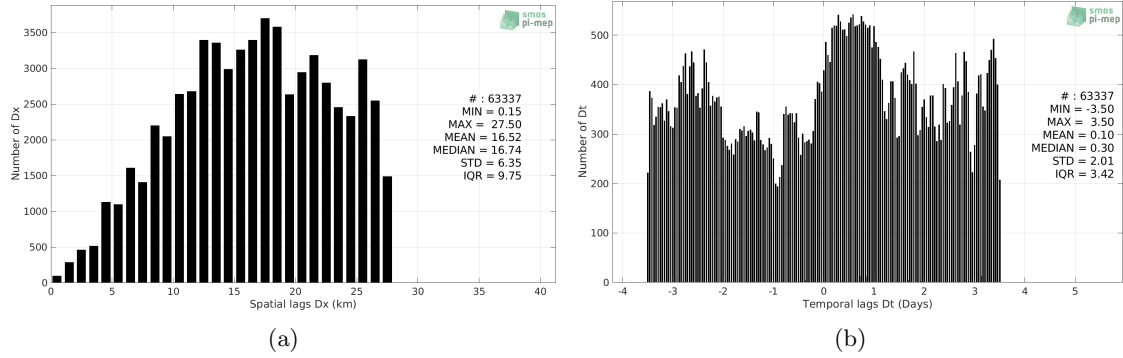 smos
pi-mep
3500
3000
2500
2000
1500
1000
500
0
Number of Dx
# : 63337
MIN = 0.15
MAX = 27.50
MEAN = 16.52
MEDIAN = 16.74
STD = 6.35
IQR = 9.75
0 5 10 15 20 25 30 35 40
Spatial lags Dx (km)
(a)
smos
pi-mep
500
400
300
200
100
0
Number of Dt
# : 63337
MIN = -3.50
MAX = 3.50
MEAN = 0.10
MEDIAN = 0.30
STD = 2.01
IQR = 3.42
-4 -3 -2 -1 0 1 2 3 4 5
Temporal lags Dt (Days)
(b)